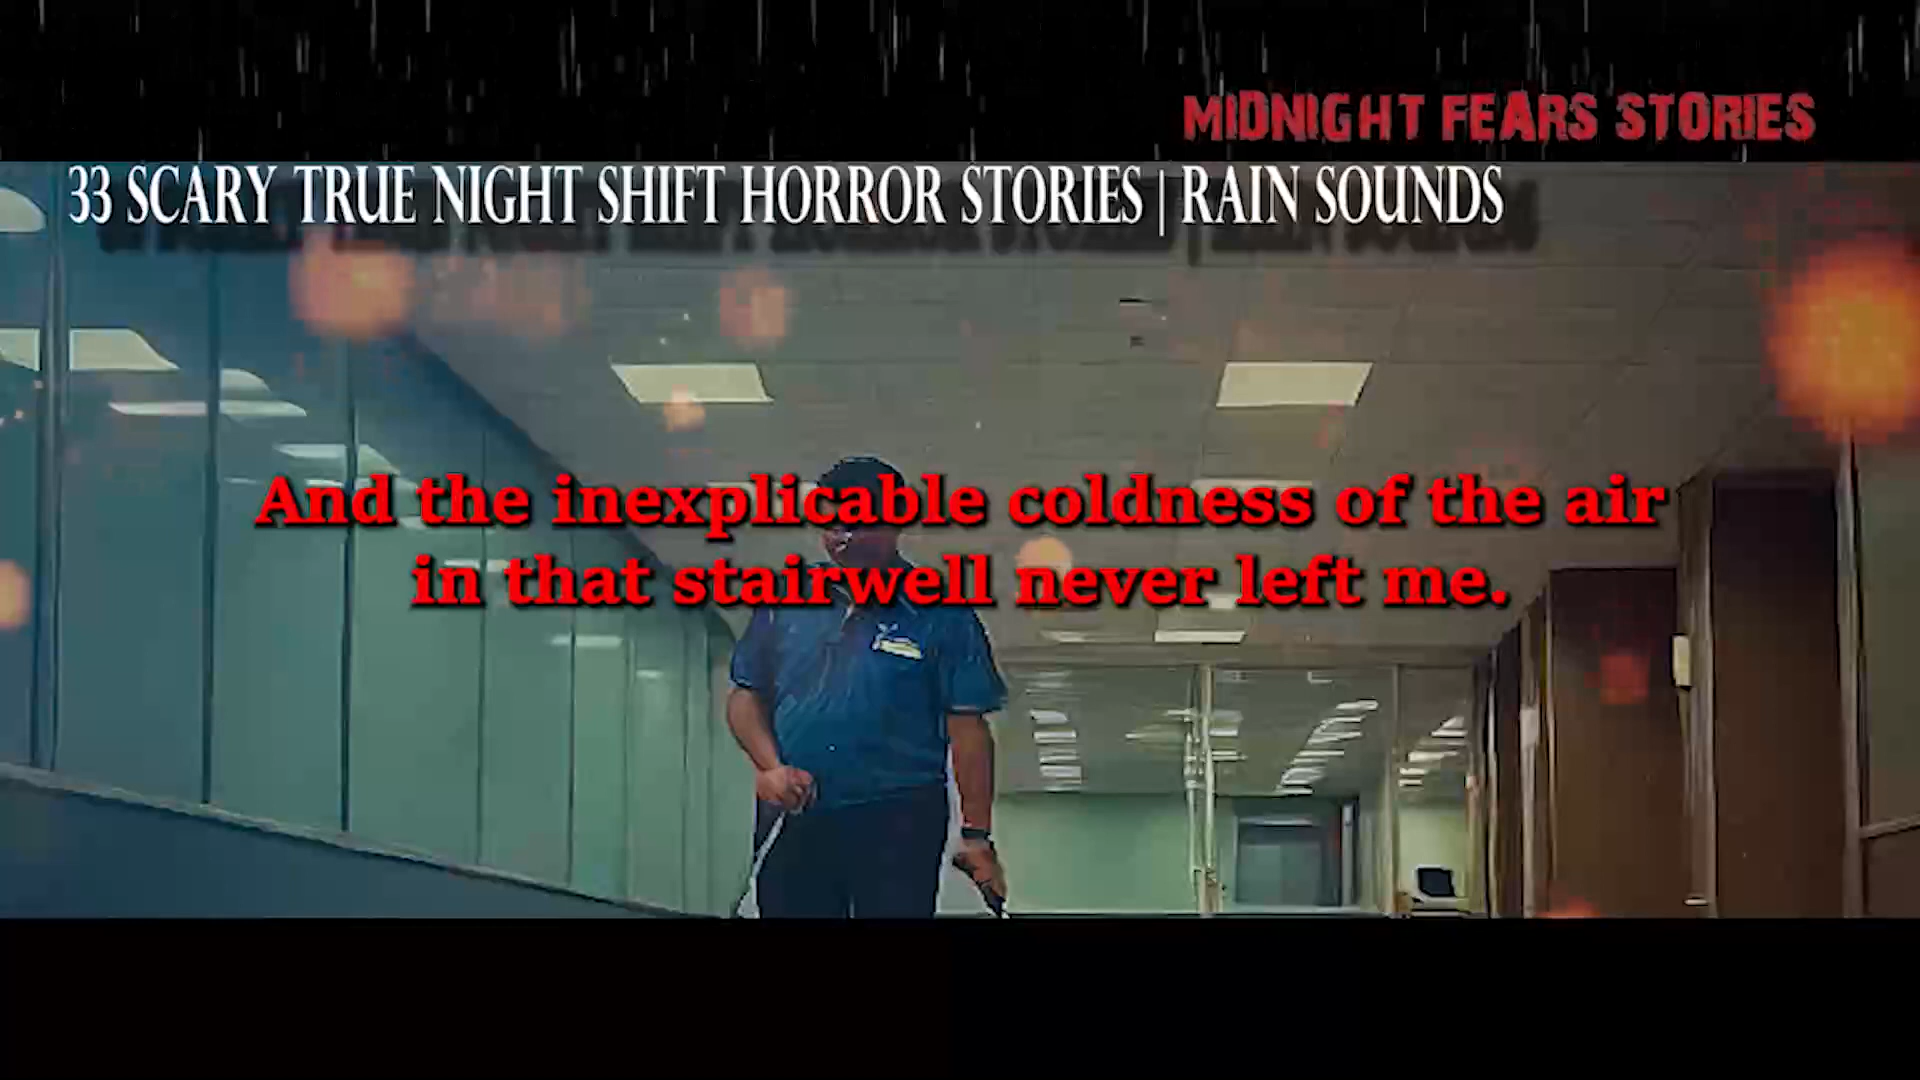 MIDNIGHT FEARS STORIES
33 SCARY TRUE NIGHT SHIFT HORROR STORIES | RAIN SOUNDS
And the inexplicable coldness of the air
in that stairwell never left me.